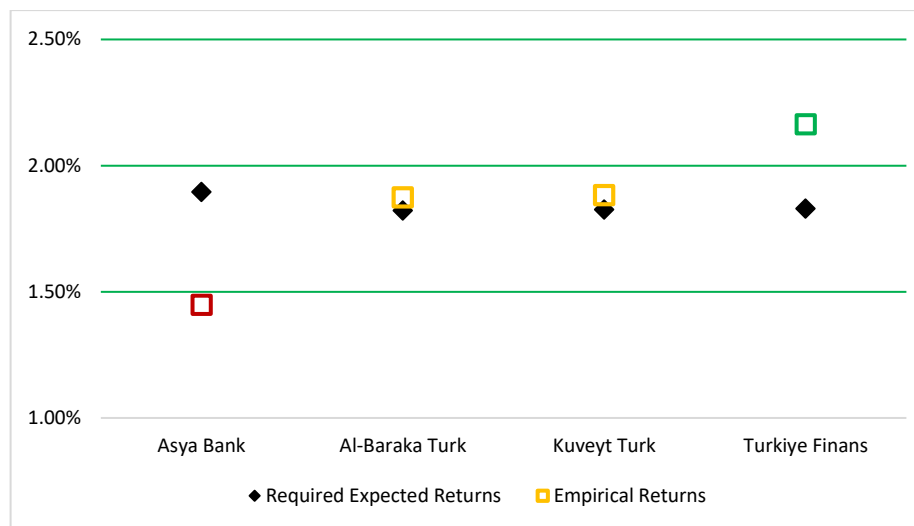 2.50%
2.00%
1.50%
1.00%
Asya Bank Al-Baraka Turk Kuveyt Turk Turkiye Finans
Required Expected Returns Empirical Returns